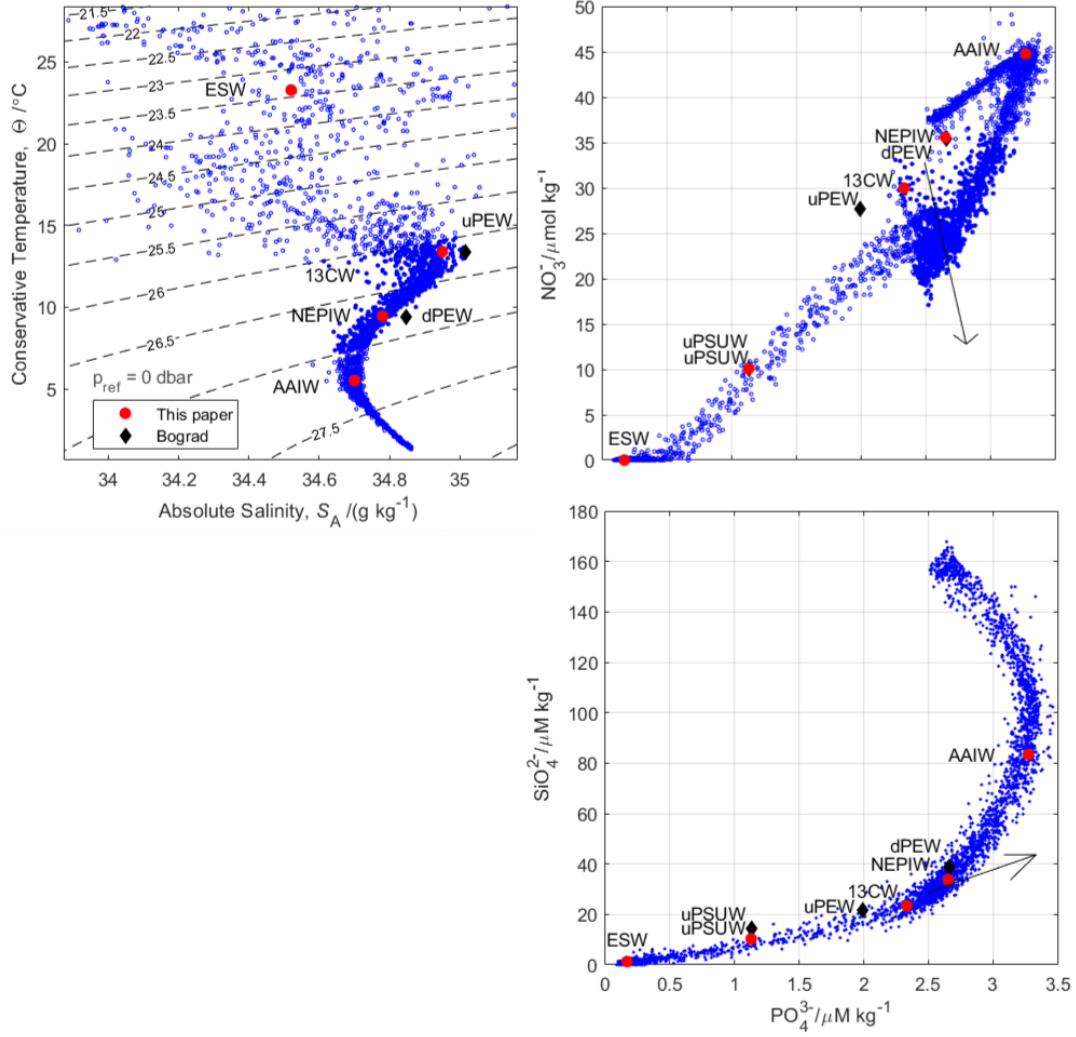 21.5
22
22.5
23
23.5
24
24.5
25
25.5
26
26.5
27.5
ESW
uPEW
13CW
NEPIW
dPEW
AAIW
p_ref = 0 dbar
This paper
Bograd
25
20
15
10
5
34
34.2
34.4
34.6
34.8
35
Conservative Temperature, Θ /°C
Absolute Salinity, S_A /(g kg⁻¹)
50
45
40
35
30
25
20
15
10
5
0
NO₃⁻/μmol kg⁻¹
AAIW
NEPIW
dPEW
13CW
uPEW
uPSUW
uPSUW
ESW
180
160
140
120
100
80
60
40
20
0
SiO₄²⁻/μM kg⁻¹
AAIW
dPEW
NEPIW
13CW
uPEW
uPSUW
uPSUW
ESW
0
0.5
1
1.5
2
2.5
3
3.5
PO₄³⁻/μM kg⁻¹